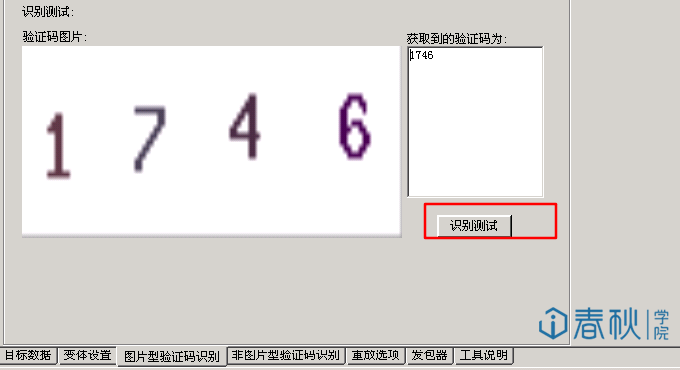 识别测试:
验证码图片:
获取到的验证码为:
1746
1 7 4 6
识别测试
春秋学院
目标数据 变体设置 图片型验证码识别 非图片型验证码识别 重放选项 发包器 工具说明